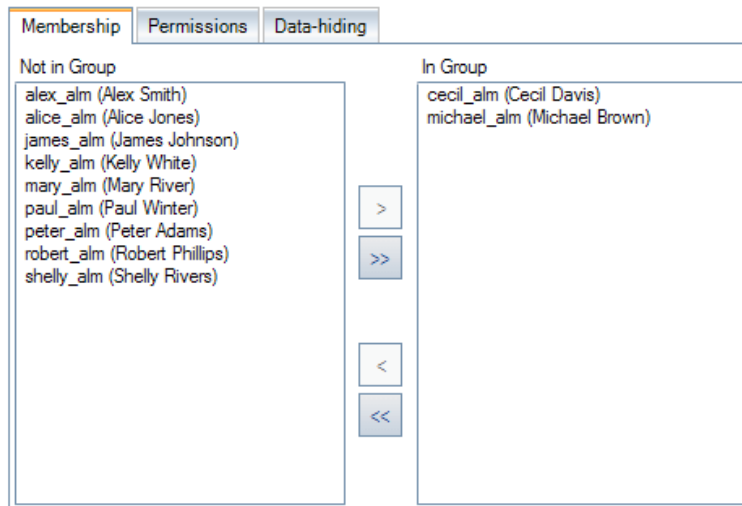 Membership Permissions Data-hiding
Not in Group
alex_alm (Alex Smith)
alice_alm (Alice Jones)
james_alm (James Johnson)
kelly_alm (Kelly White)
mary_alm (Mary River)
paul_alm (Paul Winter)
peter_alm (Peter Adams)
robert_alm (Robert Phillips)
shelly_alm (Shelly Rivers)
>
>>
<
<<
In Group
cecil_alm (Cecil Davis)
michael_alm (Michael Brown)